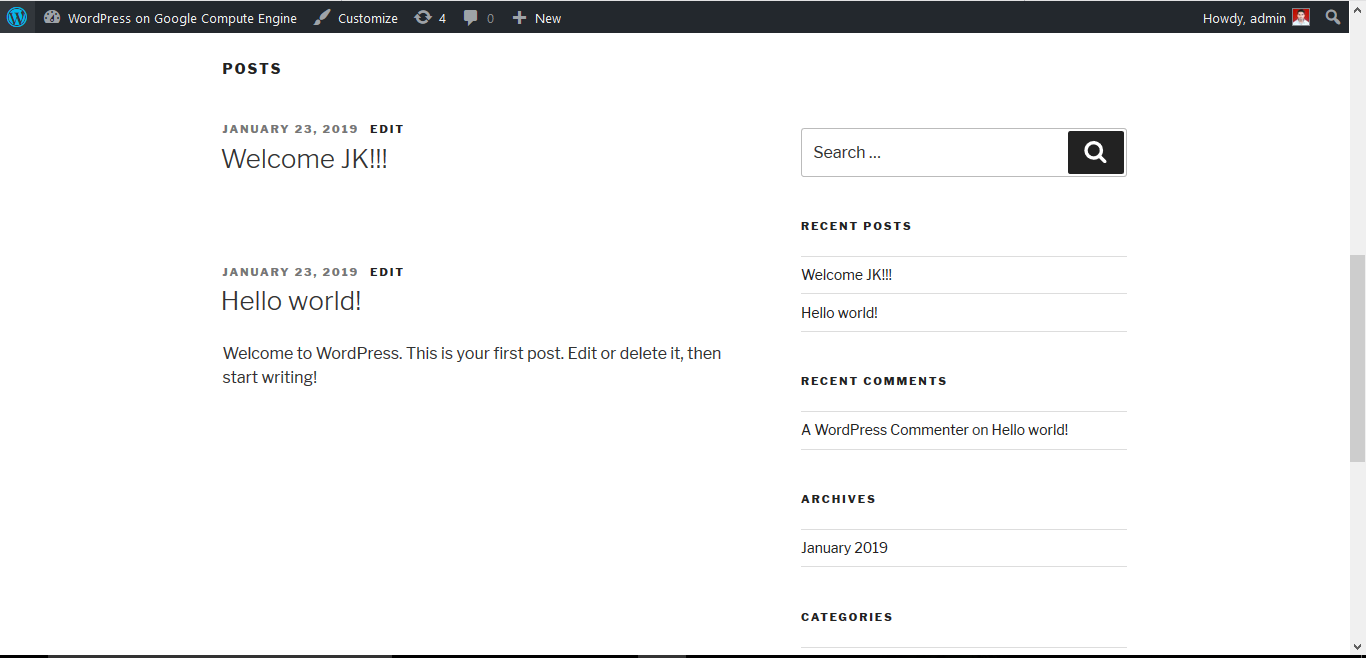 WordPress on Google Compute Engine Customize 4 0 New Howdy, admin
POSTS
JANUARY 23, 2019 EDIT
Welcome JK!!!
JANUARY 23, 2019 EDIT
Hello world!
Welcome to WordPress. This is your first post. Edit or delete it, then
start writing!
Search ...
RECENT POSTS
Welcome JK!!!
Hello world!
RECENT COMMENTS
A WordPress Commenter on Hello world!
ARCHIVES
January 2019
CATEGORIES